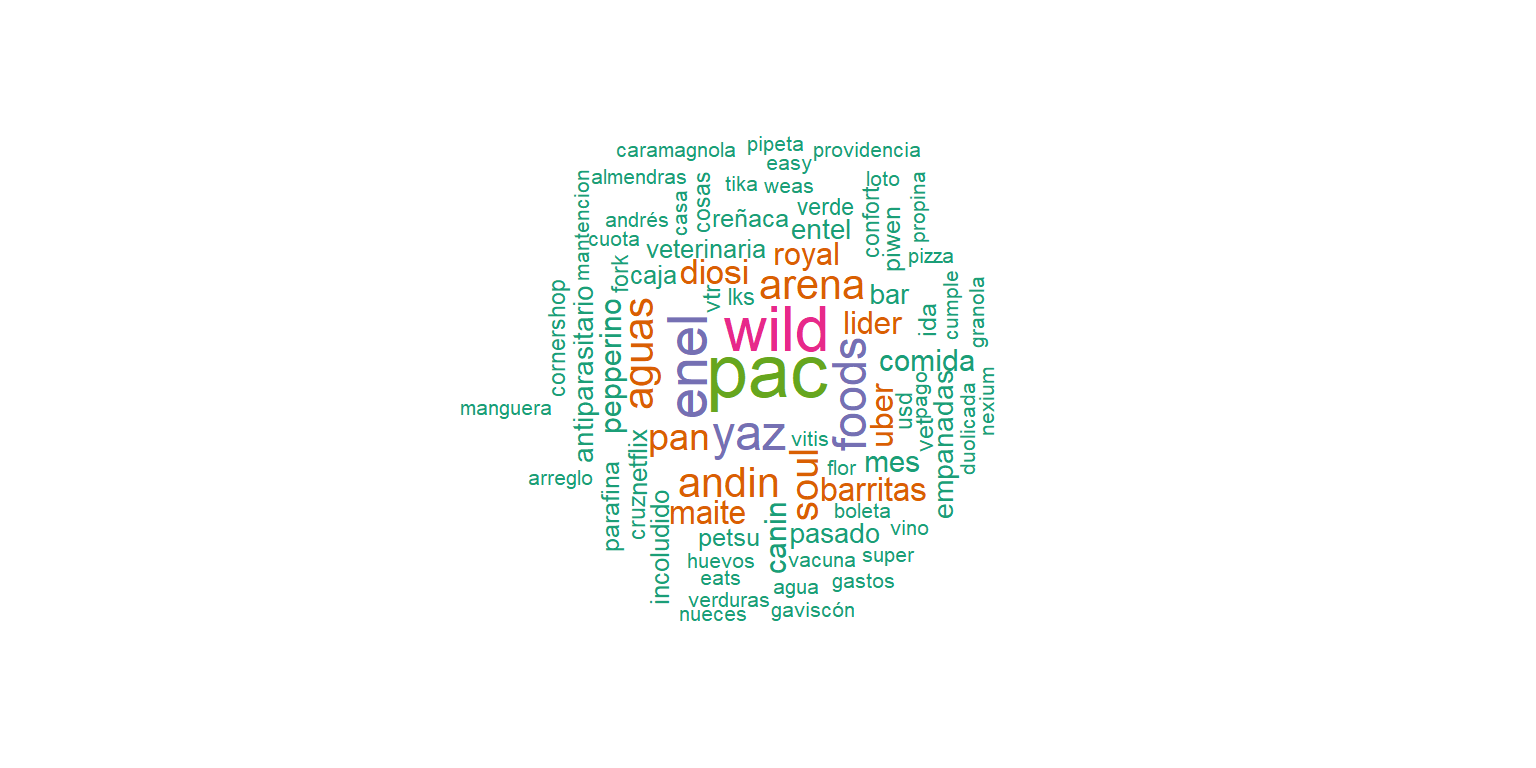 caramagnola
pipeta
providencia
easy
almendras
tika
weas
loto
mantencion
casa
cosas
confort
propina
andrés
reñaca
verde
piwen
cuota
veterinaria
entel
royal
pizza
fork
caja
diosi
vtr
lks
arena
bar
ida
cumple
granola
cornershop
antiparasitario
pepperino
aguas
enel
wild
lider
pac
foods
comida
manguera
uber
usd
pago
vet
empanadas
duolicada
nexium
pan
yaz
vitis
netflix
cruz
arreglo
parafina
andin
soul
flor
mes
barritas
incoludido
maite
canin
boleta
pasado
vino
petsu
huevos
vacuna
super
eats
agua
gastos
verduras
nueces
gaviscón